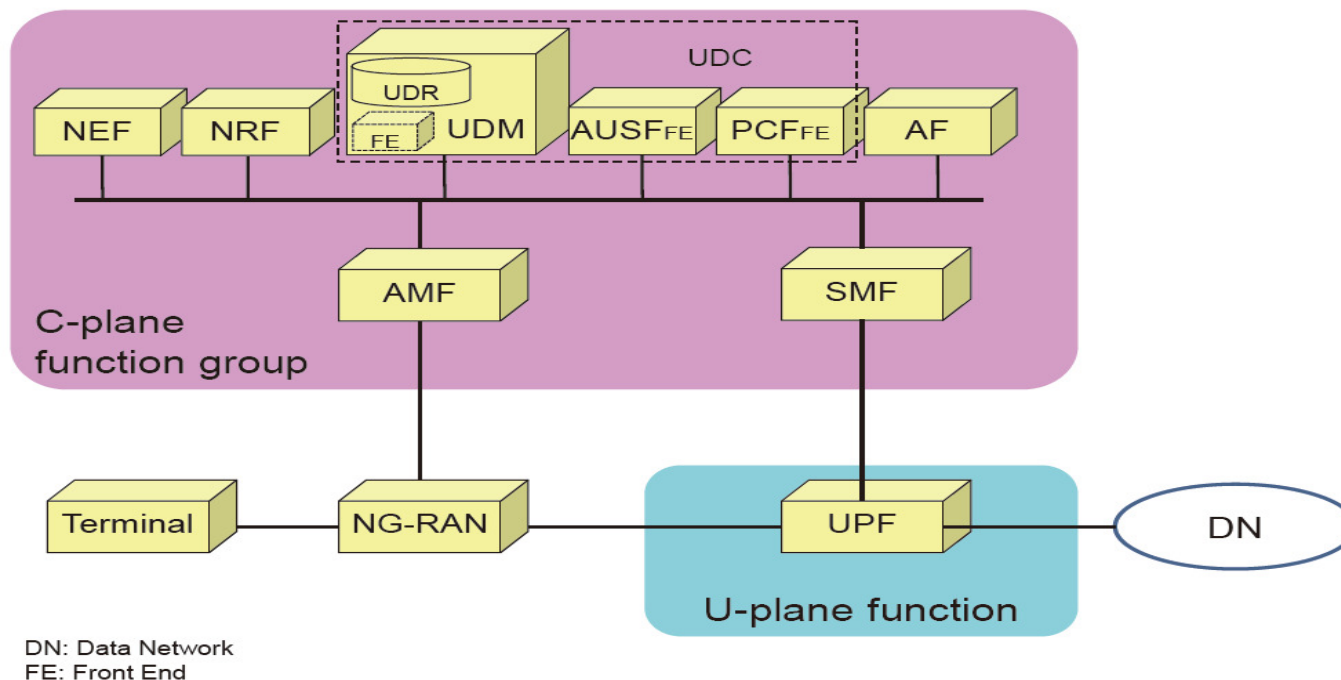 UDC
UDR
FE
UDM
NEF
NRF
AUSFFE
PCFFE
AF
AMF
SMF
C-plane
function group
Terminal
NG-RAN
UPF
DN
U-plane function
DN: Data Network
FE: Front End